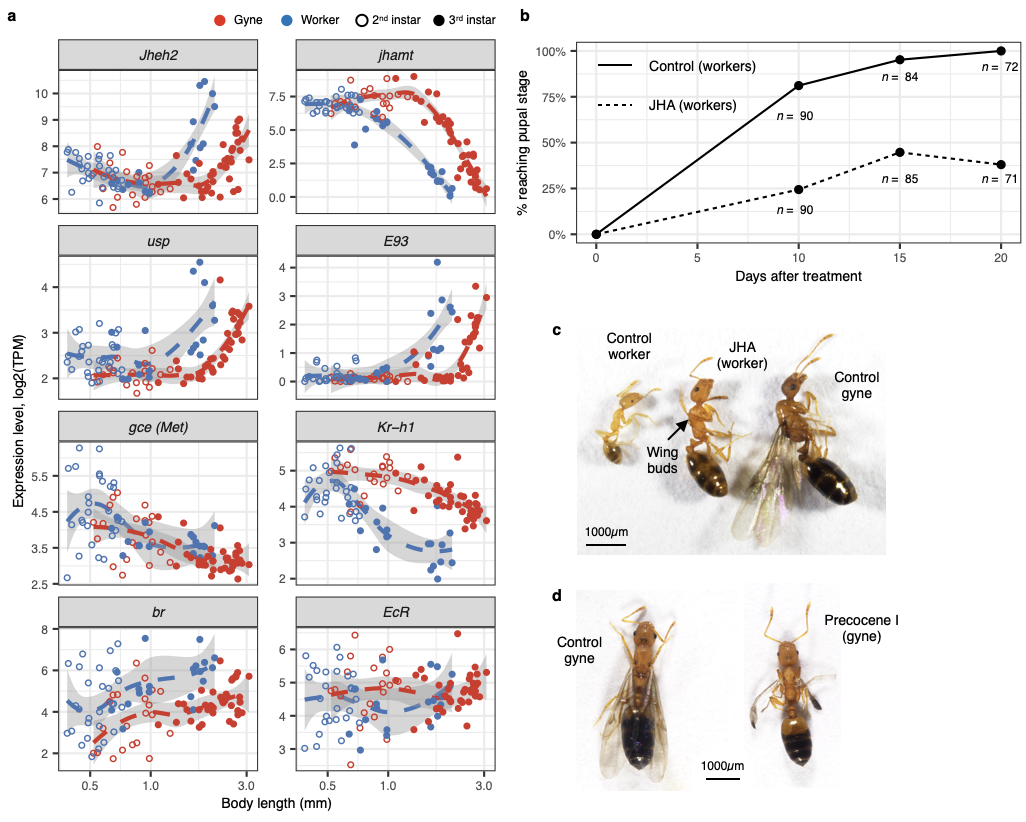 a
Gyne Worker 2nd instar 3rd instar
Jheh2 jhamt
10
9
8
7
6
7.5
5.0
2.5
0.0
usp E93
4
3
2
4
3
2
1
0
gce (Met) Kr−h1
5.5
4.5
3.5
2.5
5
4
3
2
br EcR
8
6
4
2
6
5
4
3
0.5 1.0 3.0 0.5 1.0 3.0
Body length (mm)
Expression level, log2(TPM)
b
100%
75%
50%
25%
0%
% reaching pupal stage
Control (workers)
JHA (workers)
n = 90
n = 84
n = 72
n = 90
n = 85
n = 71
0 5 10 15 20
Days after treatment
c
Control
worker
JHA
(worker)
Control
gyne
Wing
buds
1000µm
d
Control
gyne
Precocene I
(gyne)
1000µm